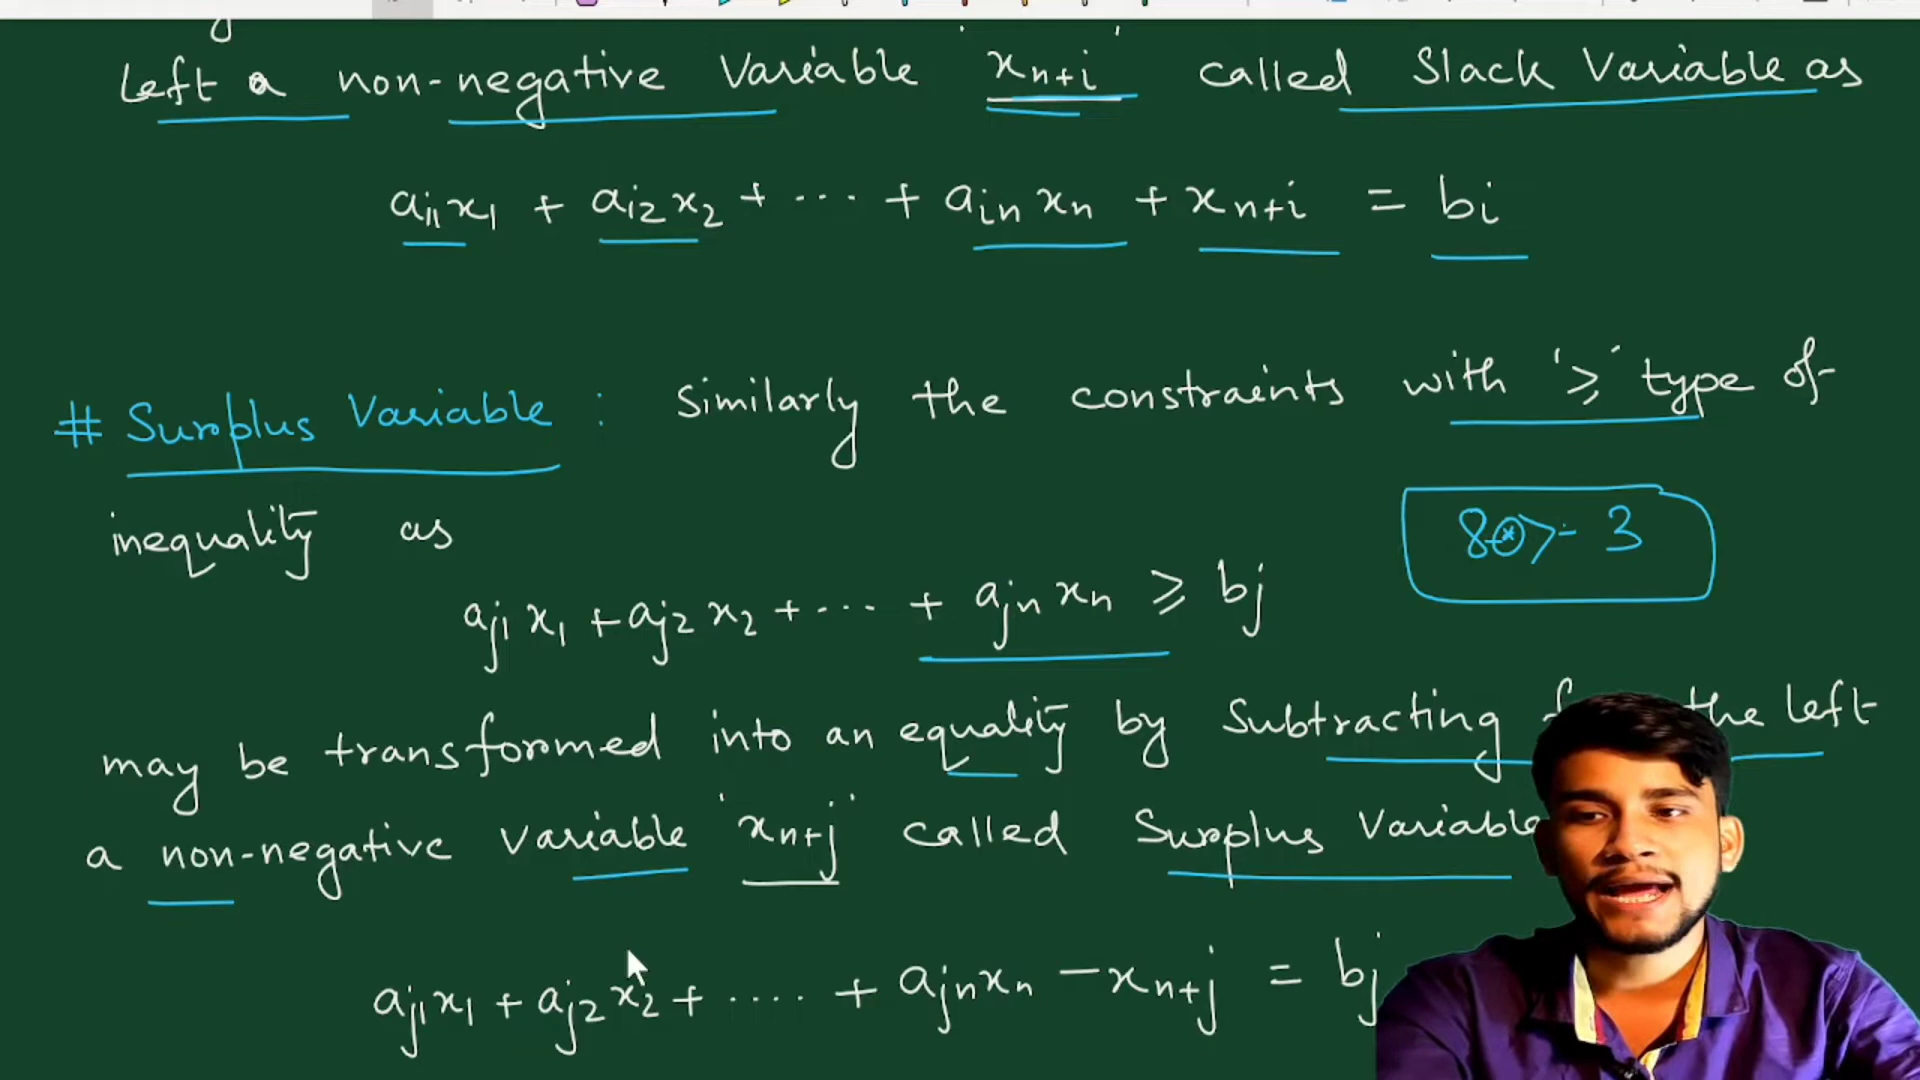 Left a non-negative Variable 'xn+i' called Slack Variable as
ai1x1 + ai2x2 + ... + ainxn + xn+i = bi
# Surplus Variable : Similarly the constraints with '≥' type of
inequality as
8 > 3
aj1x1 + aj2x2 + ... + ajnxn ≥ bj
may be transformed into an equality by Subtracting the left
a non-negative variable 'xn+j' called Surplus Variable
aj1x1 + aj2x2 + .... + ajnxn - xn+j = bj